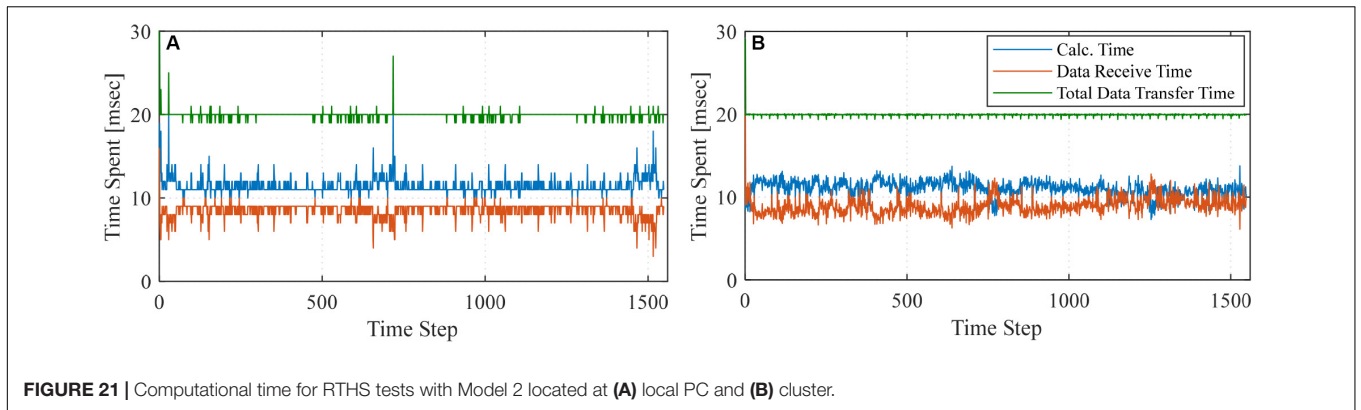 30
A
20
10
0
Time Spent [msec]
0
500
1000
1500
Time Step
30
B
20
10
0
Time Spent [msec]
Calc. Time
Data Receive Time
Total Data Transfer Time
0
500
1000
1500
Time Step
FIGURE 21 | Computational time for RTHS tests with Model 2 located at (A) local PC and (B) cluster.